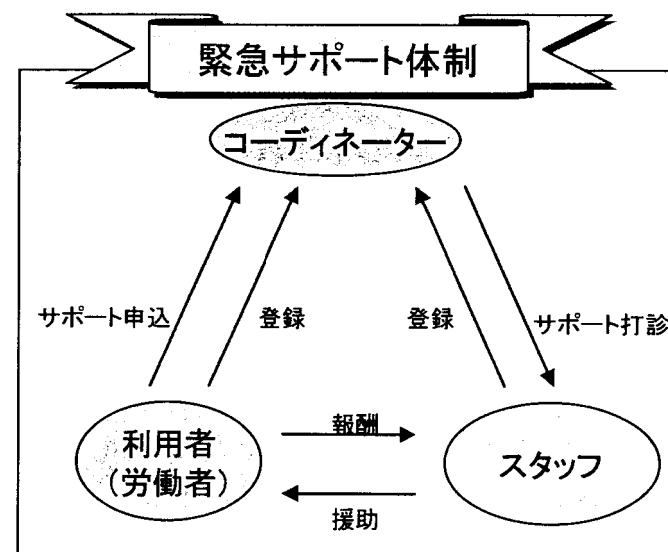 緊急サポート体制
コーディネーター
サポート申込
登録
登録
サポート打診
利用者
(労働者)
報酬
スタッフ
援助